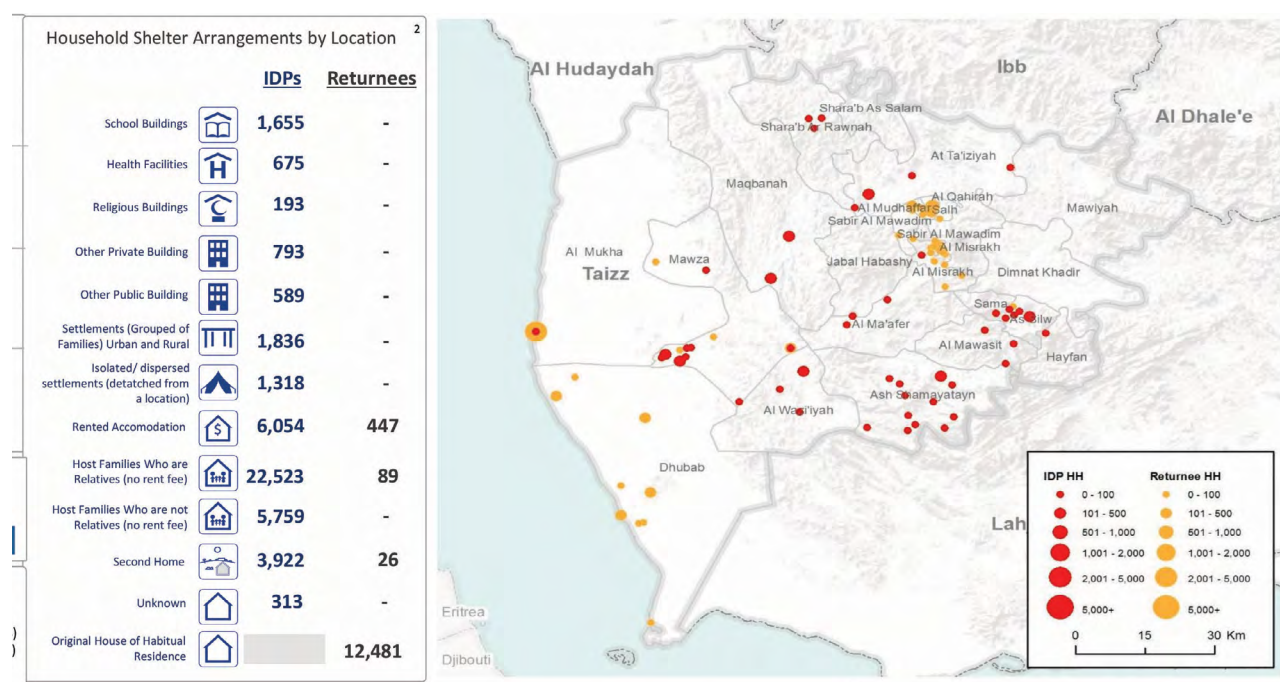 Household Shelter Arrangements by Location 2
IDPs Returnees
School Buildings 1,655 -
Health Facilities H 675 -
Religious Buildings 193 -
Other Private Building 793 -
Other Public Building 589 -
Settlements (Grouped of
Families) Urban and Rural 1,836 -
Isolated/ dispersed
settlements (detatched from
a location) 1,318 -
Rented Accomodation $ 6,054 447
Host Families Who are
Relatives (no rent fee) 22,523 89
Host Families Who are not
Relatives (no rent fee) 5,759 -
Second Home 3,922 26
Unknown 313 -
Original House of Habitual
Residence 12,481
)
)
Al Hudaydah
Ibb
Al Dhale'e
Shara'b As Salam
Shara'b Ar Rawnah
At Ta'iziyah
Maqbanah
Al Qahirah
Al Mudhaffar
Salh
Mawiyah
Sabir Al Mawadim
Sabir Al Mawadim
Al Misrakh
Al Mukha
Mawza
Jabal Habashy
Al Misrakh
Dimnat Khadir
Taizz
Sama
As Silw
Al Ma'afer
Al Mawasit
Hayfan
Ash Shamayatayn
Al Wazi'iyah
Dhubab
Lah
Eritrea
Djibouti
IDP HH Returnee HH
0 - 100 0 - 100
101 - 500 101 - 500
501 - 1,000 501 - 1,000
1,001 - 2,000 1,001 - 2,000
2,001 - 5,000 2,001 - 5,000
5,000+ 5,000+
0 15 30 Km